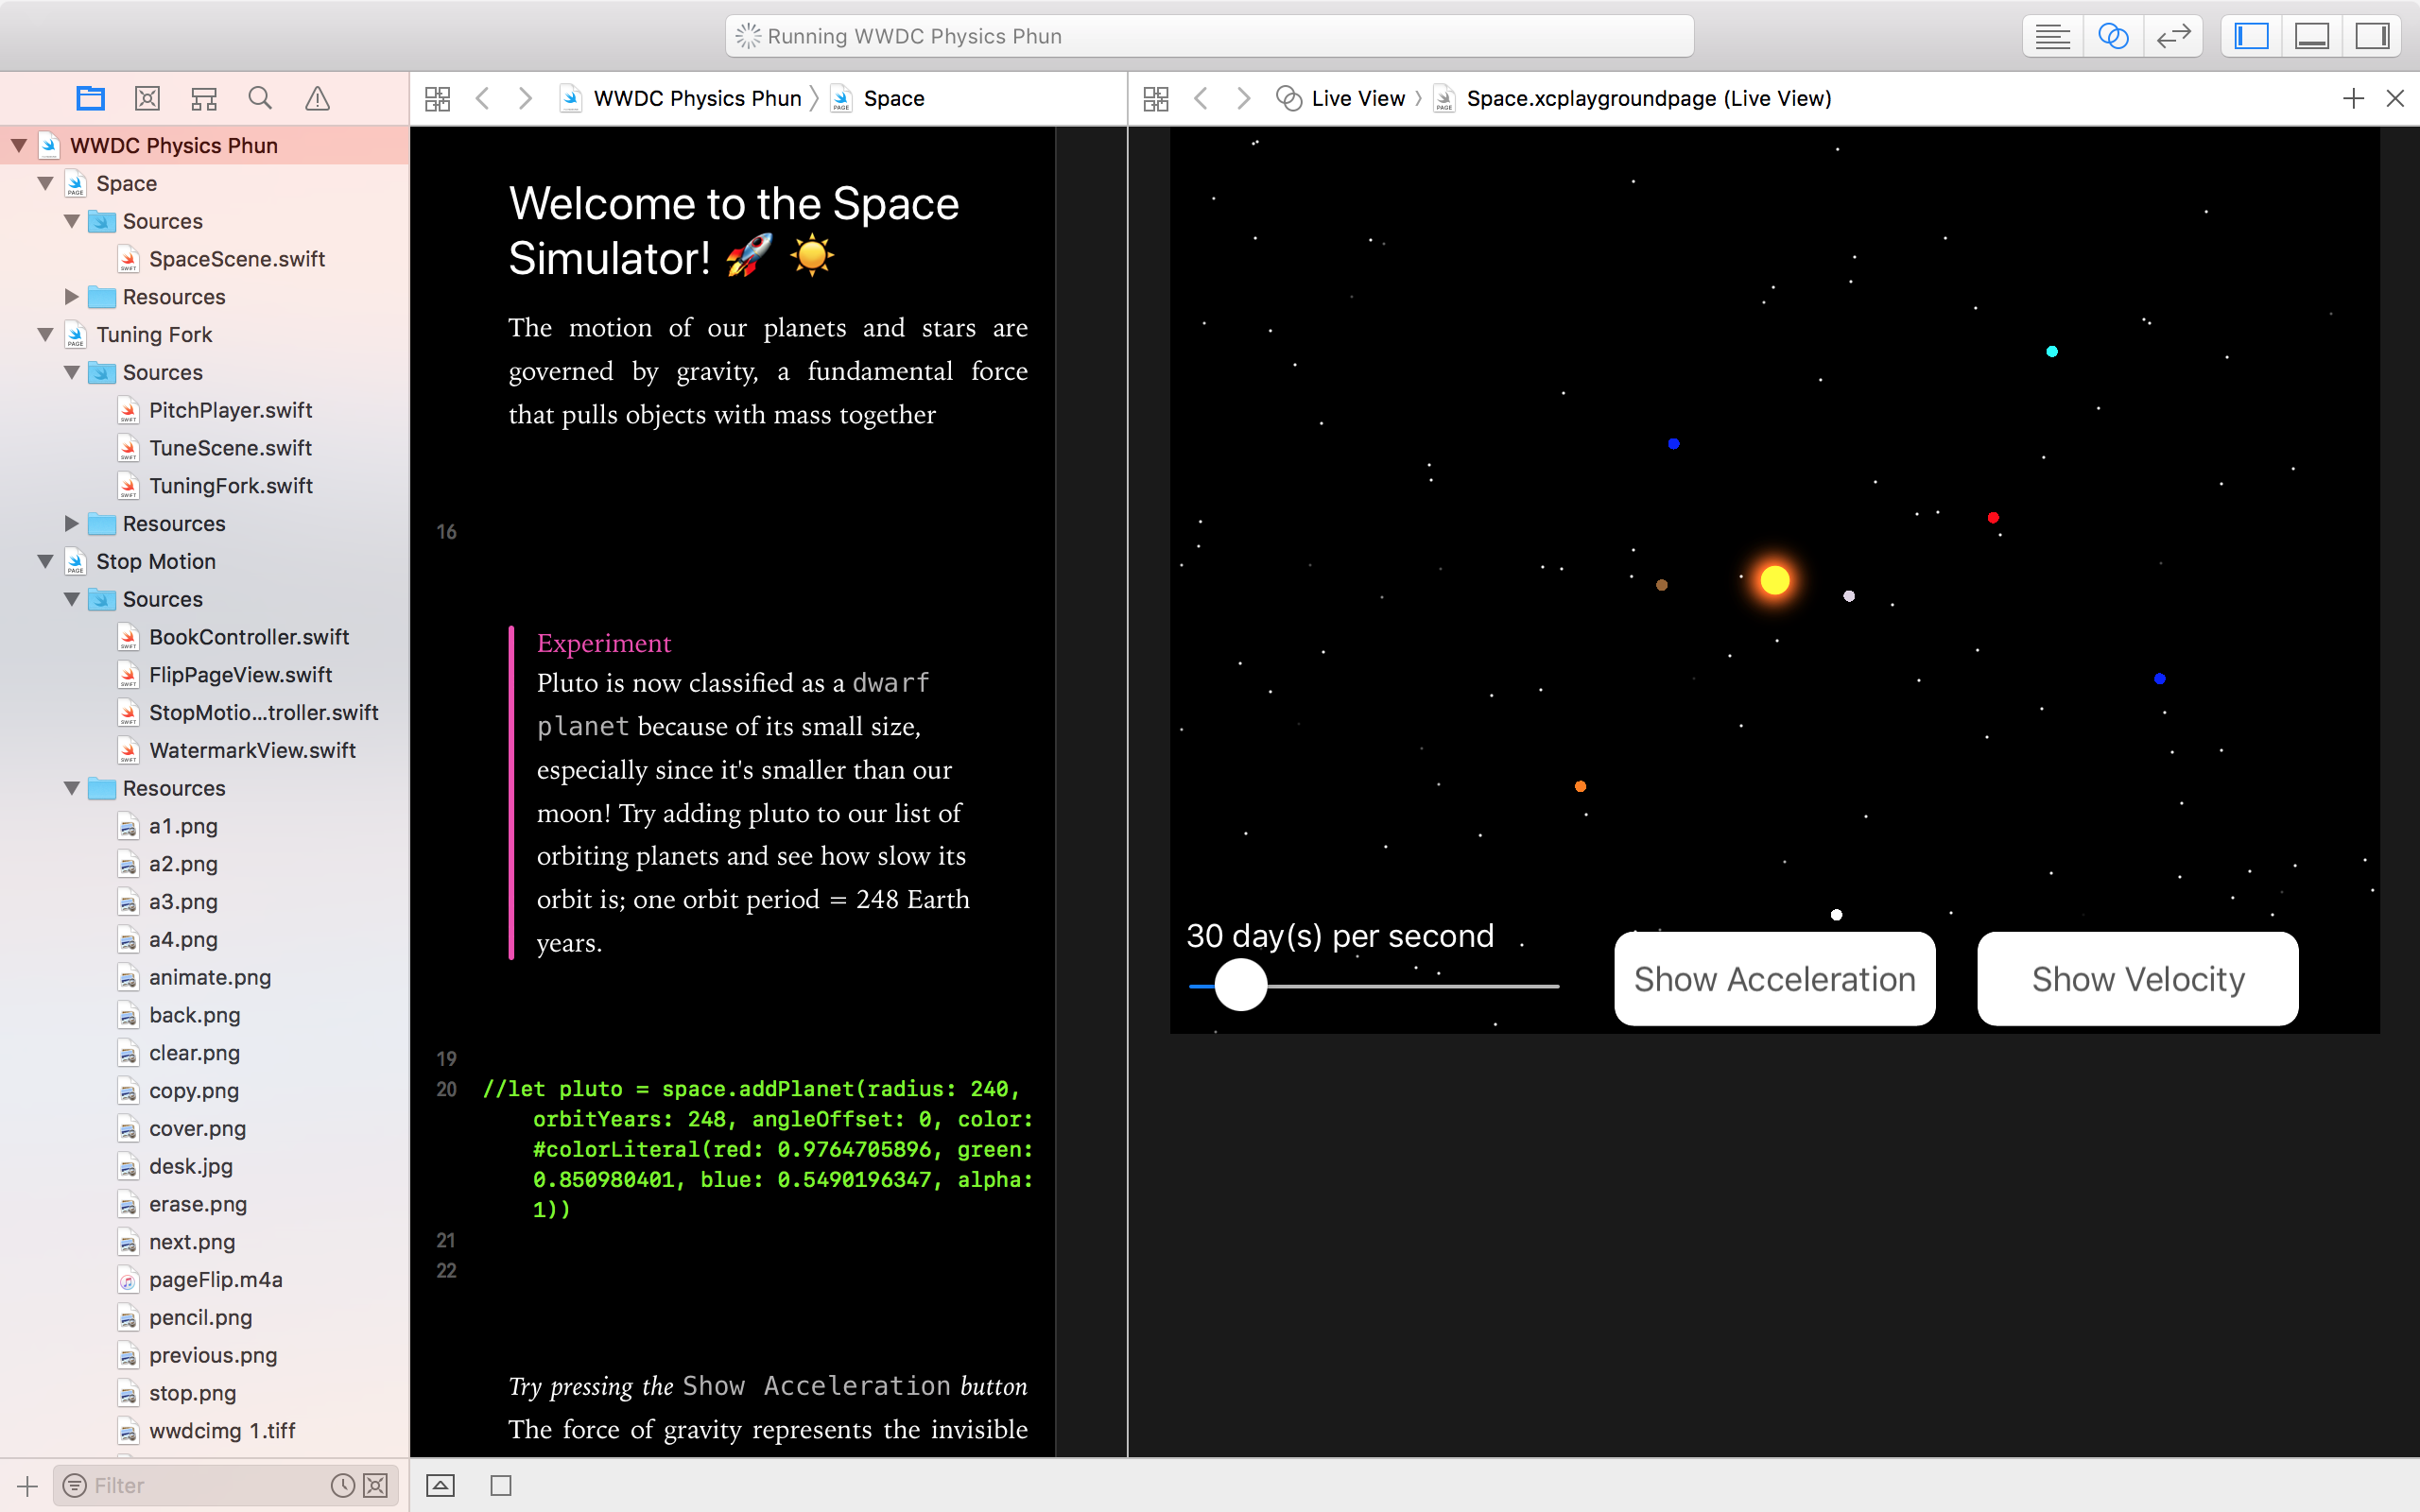 Running WWDC Physics Phun
WWDC Physics Phun
Space
Sources
SpaceScene.swift
Resources
Tuning Fork
Sources
PitchPlayer.swift
TuneScene.swift
TuningFork.swift
Resources
Stop Motion
Sources
BookController.swift
FlipPageView.swift
StopMotio...troller.swift
WatermarkView.swift
Resources
a1.png
a2.png
a3.png
a4.png
animate.png
back.png
clear.png
copy.png
cover.png
desk.jpg
erase.png
next.png
pageFlip.m4a
pencil.png
previous.png
stop.png
wwdcimg 1.tiff
Filter
WWDC Physics Phun 〉 Space
Welcome to the Space
Simulator! 🚀 ☀️
The motion of our planets and stars are
governed by gravity, a fundamental force
that pulls objects with mass together
16
Experiment
Pluto is now classified as a dwarf
planet because of its small size,
especially since it's smaller than our
moon! Try adding pluto to our list of
orbiting planets and see how slow its
orbit is; one orbit period = 248 Earth
years.
19
20 //let pluto = space.addPlanet(radius: 240,
orbitYears: 248, angleOffset: 0, color:
#colorLiteral(red: 0.9764705896, green:
0.850980401, blue: 0.5490196347, alpha:
1))
21
22
Try pressing the Show Acceleration button
The force of gravity represents the invisible
Live View 〉 Space.xcplaygroundpage (Live View)
30 day(s) per second
Show Acceleration
Show Velocity